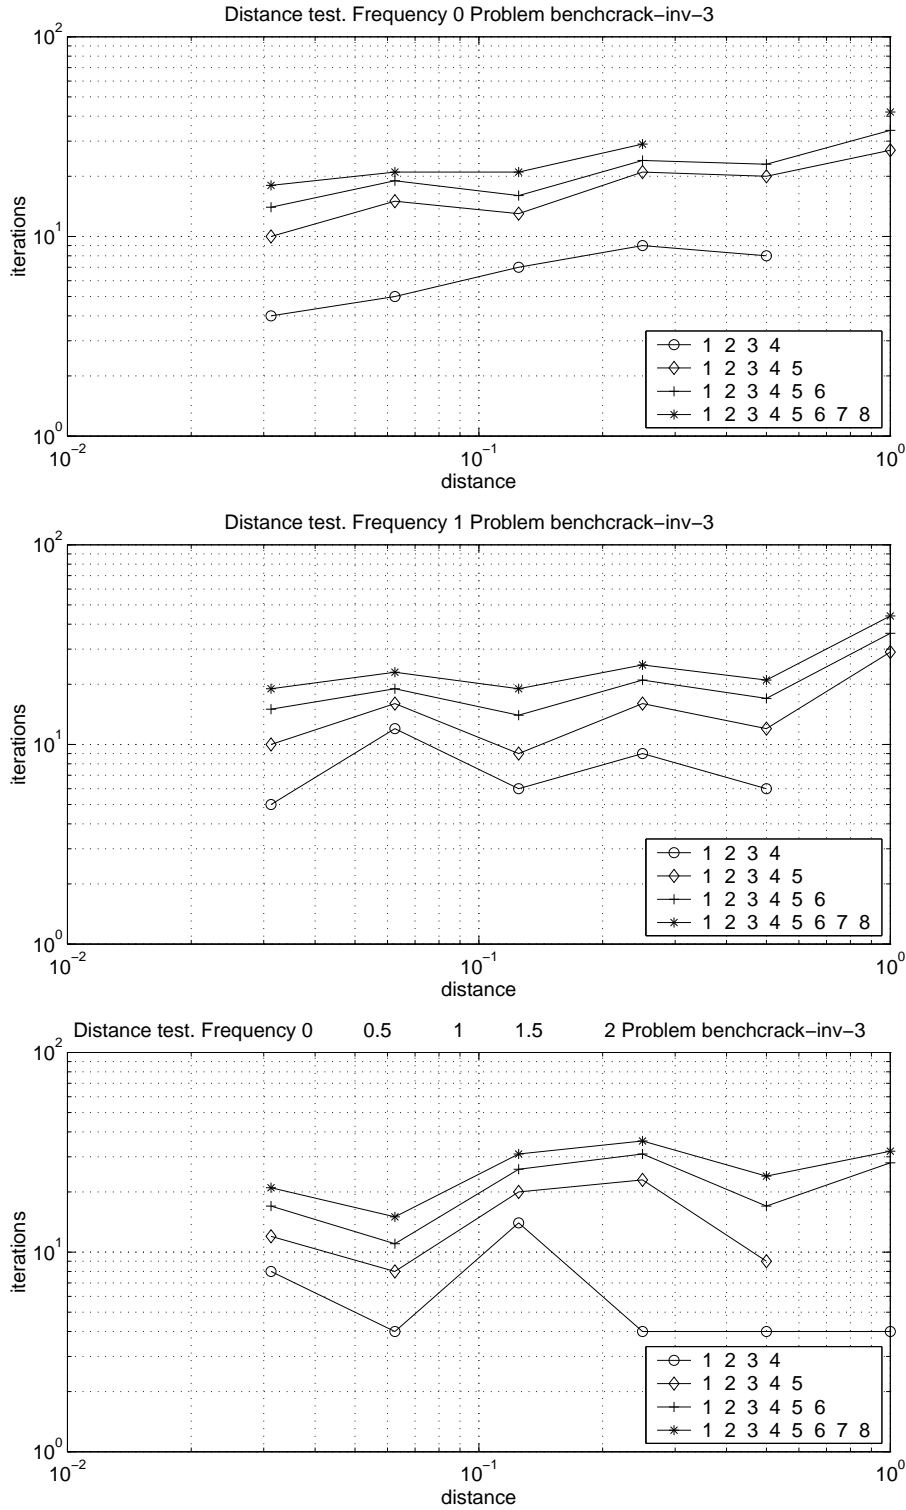 Distance test. Frequency 0 Problem benchcrack−inv−3
10^2
10^1
10^0
iterations
10^−2
10^−1
10^0
distance
1 2 3 4
1 2 3 4 5
1 2 3 4 5 6
1 2 3 4 5 6 7 8
Distance test. Frequency 1 Problem benchcrack−inv−3
10^2
10^1
10^0
iterations
10^−2
10^−1
10^0
distance
1 2 3 4
1 2 3 4 5
1 2 3 4 5 6
1 2 3 4 5 6 7 8
Distance test. Frequency 0 0.5 1 1.5 2 Problem benchcrack−inv−3
10^2
10^1
10^0
iterations
10^−2
10^−1
10^0
distance
1 2 3 4
1 2 3 4 5
1 2 3 4 5 6
1 2 3 4 5 6 7 8